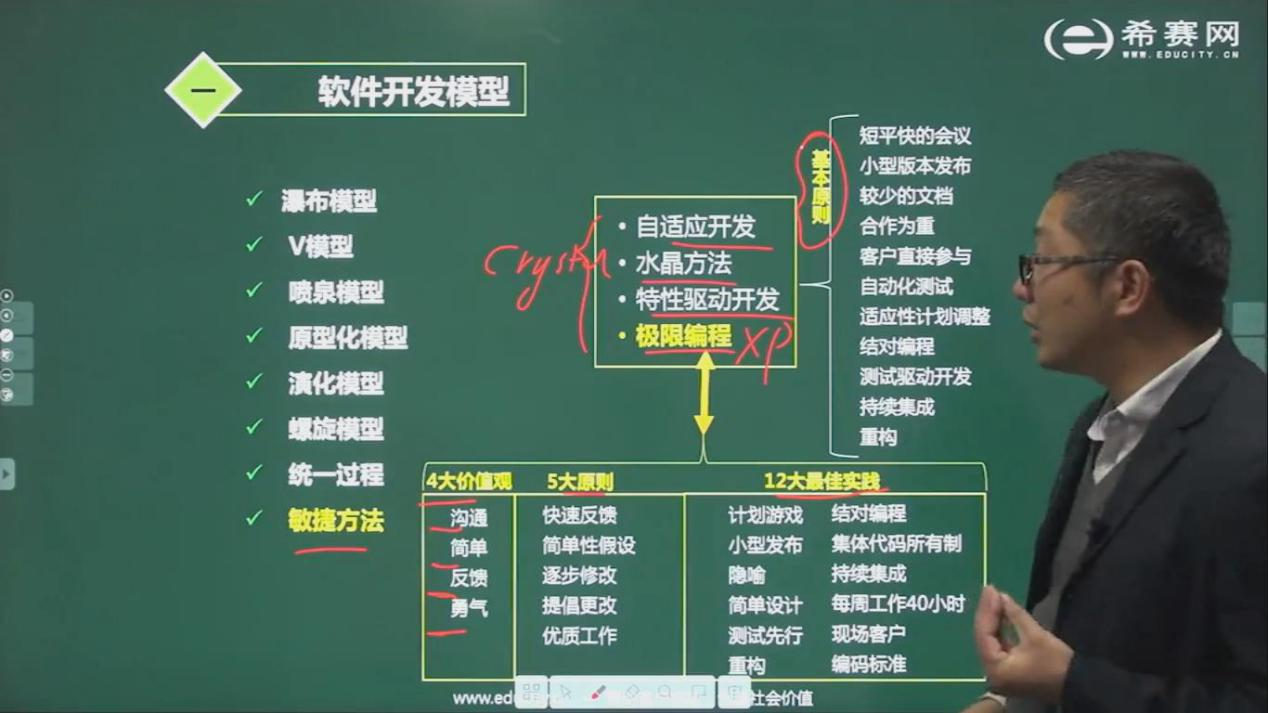 希赛网
WWW.EDUCITY.CN
一
软件开发模型
✓ 瀑布模型
✓ V模型
✓ 喷泉模型
✓ 原型化模型
✓ 演化模型
✓ 螺旋模型
✓ 统一过程
✓ 敏捷方法
Crystal
• 自适应开发
• 水晶方法
• 特性驱动开发
• 极限编程 XP
基本原则
短平快的会议
小型版本发布
较少的文档
合作为重
客户直接参与
自动化测试
适应性计划调整
结对编程
测试驱动开发
持续集成
重构
4大价值观
沟通
简单
反馈
勇气
5大原则
快速反馈
简单性假设
逐步修改
提倡更改
优质工作
12大最佳实践
计划游戏 结对编程
小型发布 集体代码所有制
隐喻 持续集成
简单设计 每周工作40小时
测试先行 现场客户
重构 编码标准
www.edu
社会价值